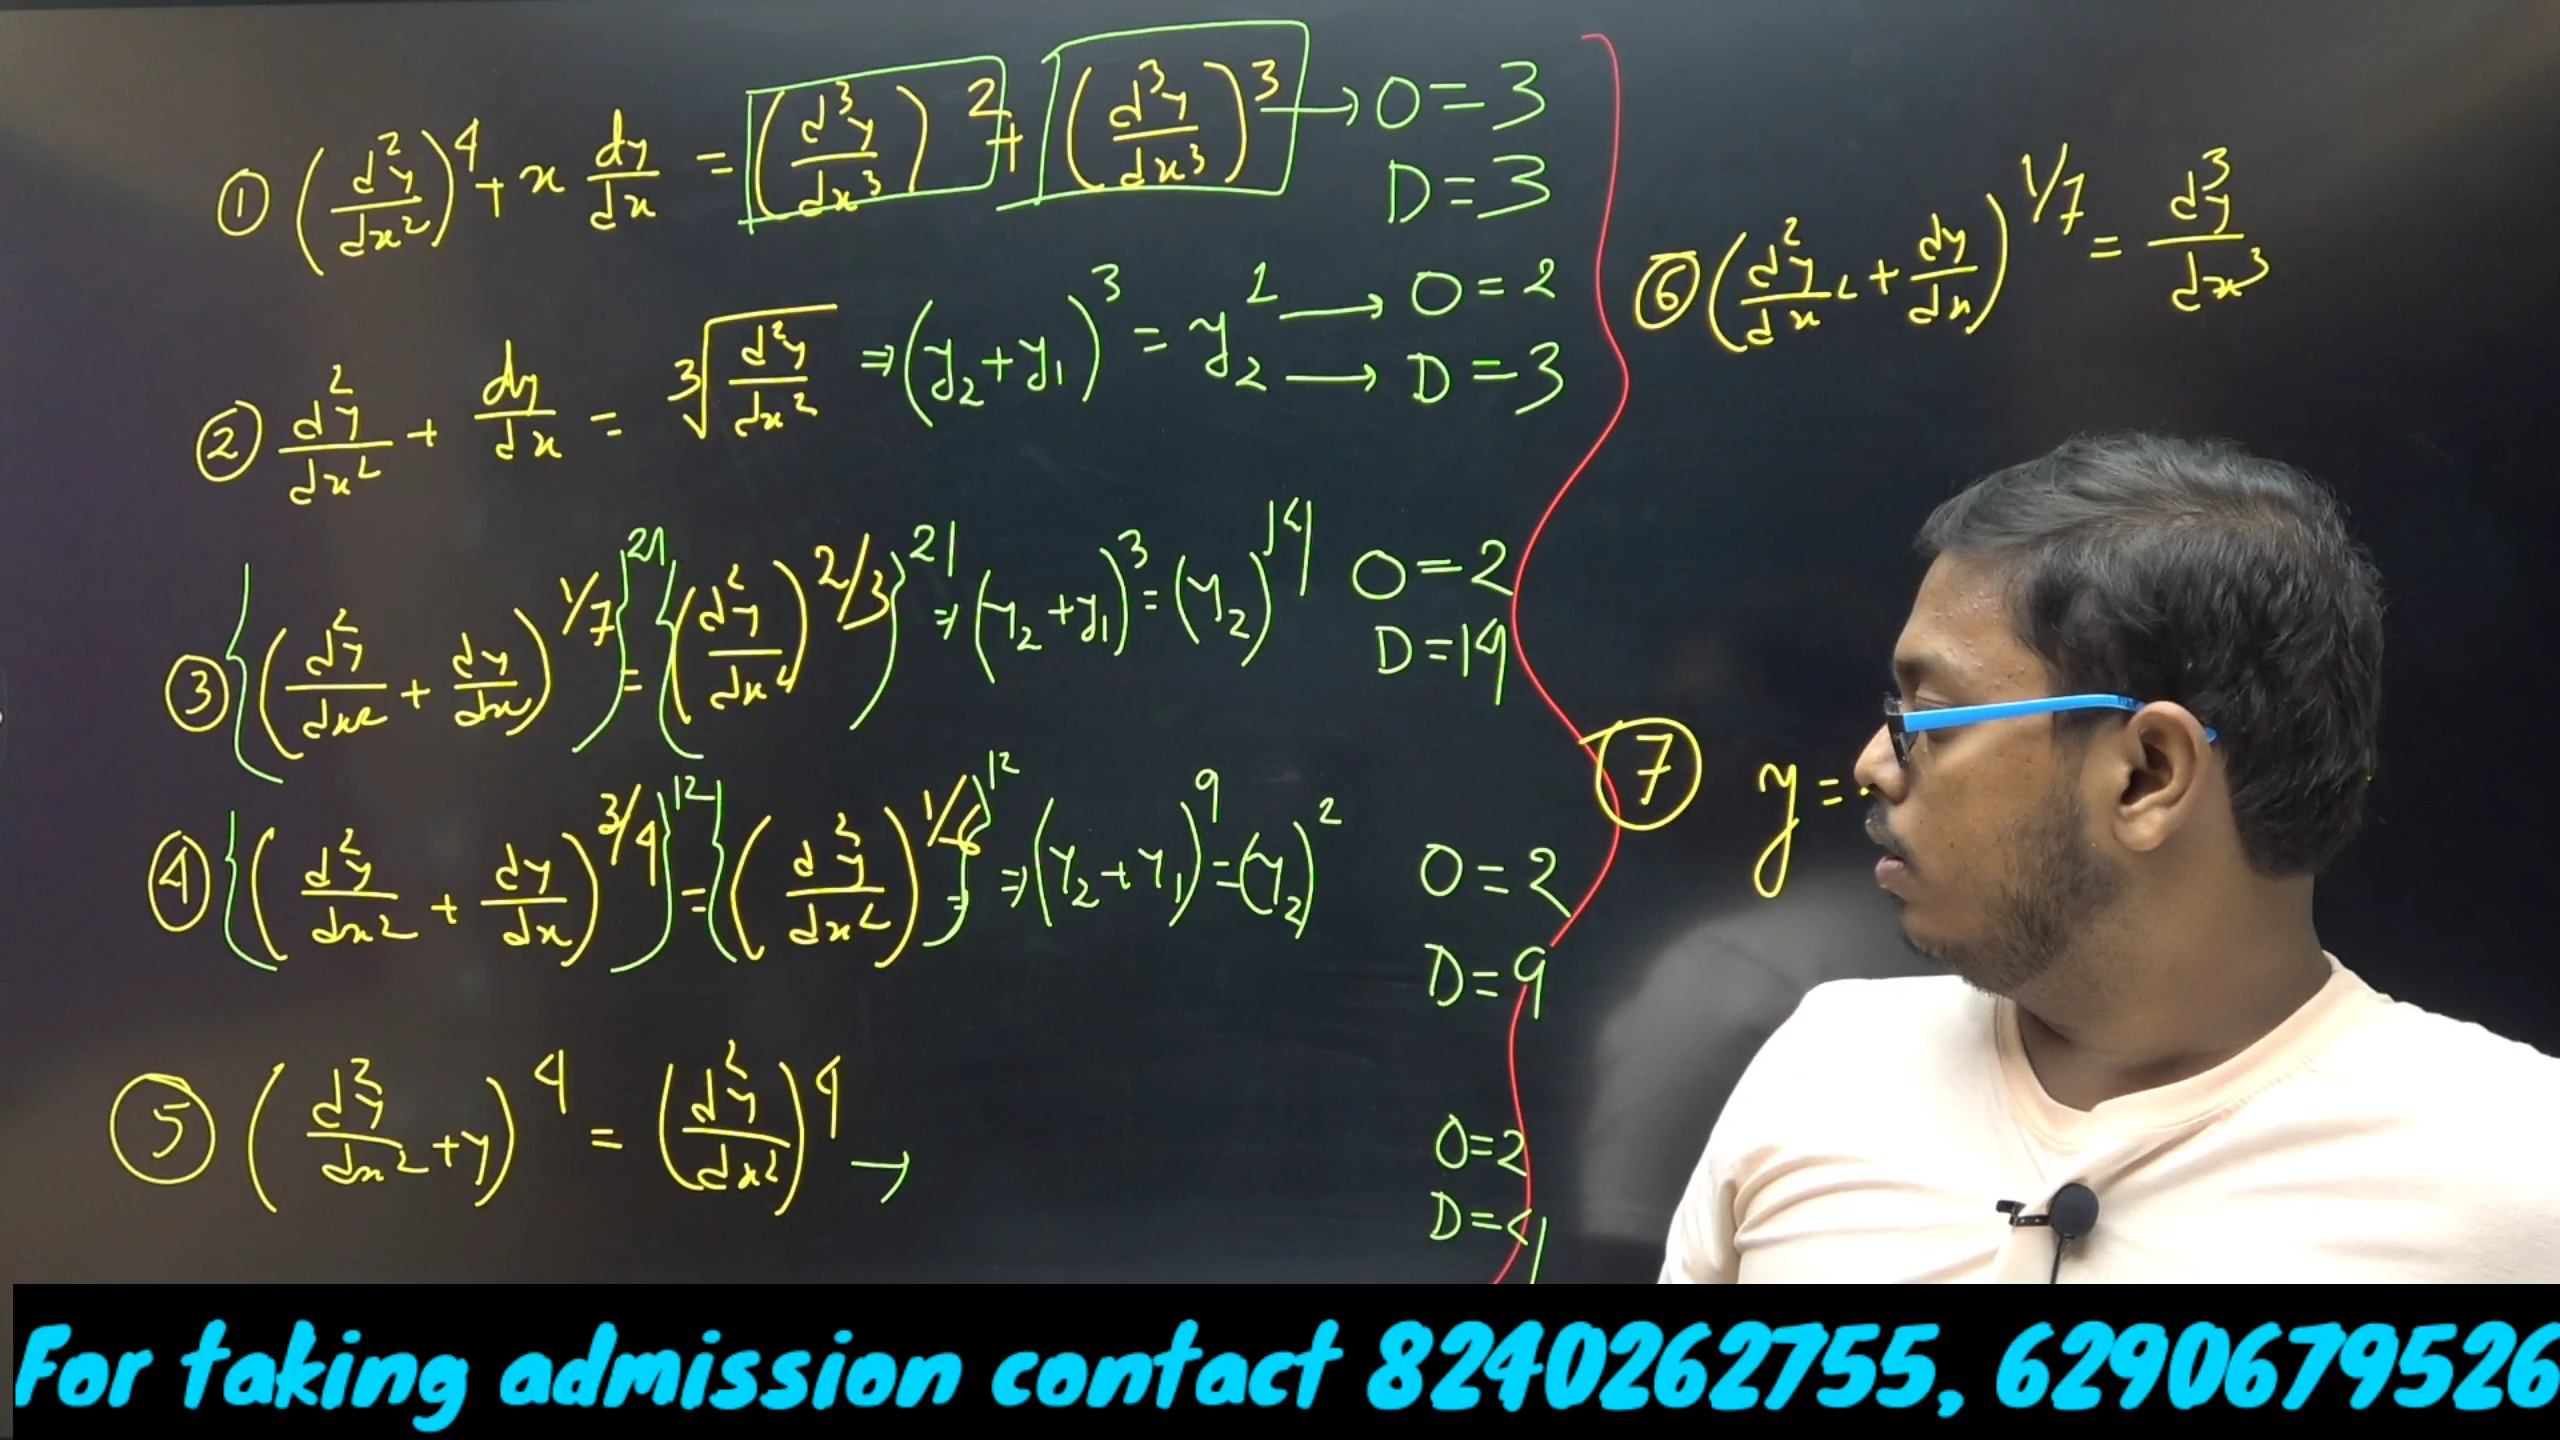 ① (d²y/dx²)⁴ + x dy/dx = (d³y/dx³)² + (d³y/dx³)³ → O = 3
D = 3
② d²y/dx² + dy/dx = ³√(d²y/dx²) ⇒ (y₂ + y₁)³ = y₂¹ → O = 2
→ D = 3
③ {(d²y/dx² + dy/dx)^1/7}²¹ = {(d²y/dx²)^2/3}²¹ ⇒ (y₂ + y₁)³ = (y₂)¹⁴ O = 2
D = 14
④ {(d²y/dx² + dy/dx)^3/4}¹² = {(d²y/dx²)^1/6}¹² ⇒ (y₂ + y₁)⁹ = (y₂)² O = 2
D = 9
⑤ (d²y/dx² + y)⁴ = (d²y/dx²)⁴ → O = 2
D = 4
⑥ (d²y/dx² + dy/dx)^1/7 = d³y/dx³
⑦ y =
For taking admission contact 8240262755, 6290679526